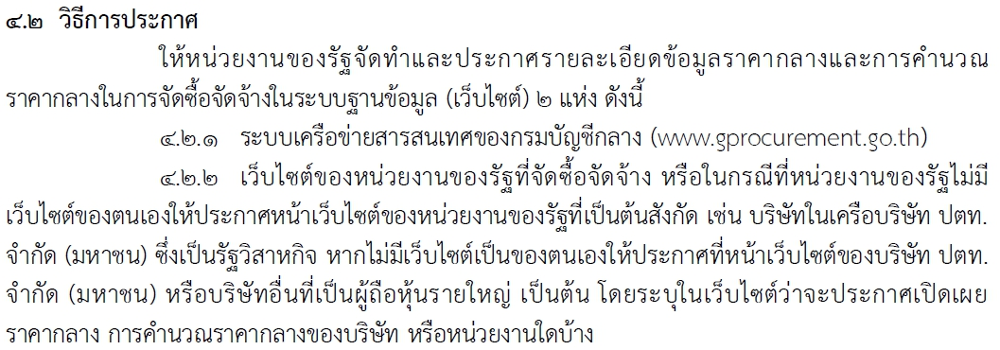 ๔.๒ วิธีการประกาศ
ให้หน่วยงานของรัฐจัดทำและประกาศรายละเอียดข้อมูลราคากลางและการคำนวณ
ราคากลางในการจัดซื้อจัดจ้างในระบบฐานข้อมูล (เว็บไซต์) ๒ แห่ง ดังนี้
๔.๒.๑ ระบบเครือข่ายสารสนเทศของกรมบัญชีกลาง (www.gprocurement.go.th)
๔.๒.๒ เว็บไซต์ของหน่วยงานของรัฐที่จัดซื้อจัดจ้าง หรือในกรณีที่หน่วยงานของรัฐไม่มี
เว็บไซต์ของตนเองให้ประกาศหน้าเว็บไซต์ของหน่วยงานของรัฐที่เป็นต้นสังกัด เช่น บริษัทในเครือบริษัท ปตท.
จำกัด (มหาชน) ซึ่งเป็นรัฐวิสาหกิจ หากไม่มีเว็บไซต์เป็นของตนเองให้ประกาศที่หน้าเว็บไซต์ของบริษัท ปตท.
จำกัด (มหาชน) หรือบริษัทอื่นที่เป็นผู้ถือหุ้นรายใหญ่ เป็นต้น โดยระบุในเว็บไซต์ว่าจะประกาศเปิดเผย
ราคากลาง การคำนวณราคากลางของบริษัท หรือหน่วยงานใดบ้าง